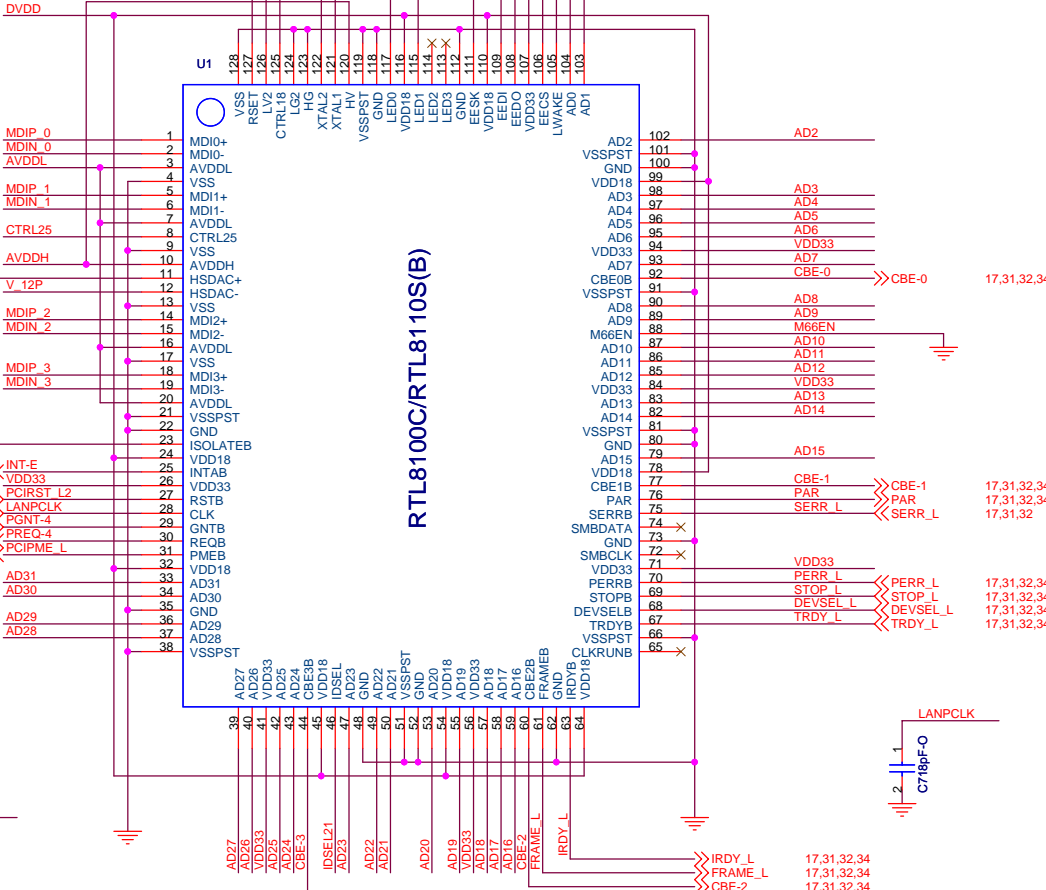 DVDD
U1
128 127 126 125 124 123 122 121 120 119 118 117 116 115 114 113 112 111 110 109 108 107 106 105 104 103
VSS RSET LV2 CTRL18 LG2 HG XTAL2 XTAL1 HV VSSPST GND LED0 VDD18 LED1 LED2 LED3 GND EESK VDD18 EEDI EEDO VDD33 EECS LWAKE AD0 AD1
MDIP_0 1 MDI0+
MDIN_0 2 MDI0-
AVDDL 3 AVDDL
4 VSS
MDIP_1 5 MDI1+
MDIN_1 6 MDI1-
7 AVDDL
CTRL25 8 CTRL25
9 VSS
AVDDH 10 AVDDH
11 HSDAC+
V_12P 12 HSDAC-
13 VSS
MDIP_2 14 MDI2+
MDIN_2 15 MDI2-
16 AVDDL
17 VSS
MDIP_3 18 MDI3+
MDIN_3 19 MDI3-
20 AVDDL
21 VSSPST
22 GND
23 ISOLATEB
24 VDD18
INT-E 25 INTAB
VDD33 26 VDD33
PCIRST_L2 27 RSTB
LANPCLK 28 CLK
PGNT-4 29 GNTB
PREQ-4 30 REQB
PCIPME_L 31 PMEB
32 VDD18
AD31 33 AD31
AD30 34 AD30
35 GND
AD29 36 AD29
AD28 37 AD28
38 VSSPST
RTL8100C/RTL8110S(B)
AD2 102 AD2
VSSPST 101
GND 100
VDD18 99
AD3 98 AD3
AD4 97 AD4
AD5 96 AD5
AD6 95 AD6
VDD33 94 VDD33
AD7 93 AD7
CBE0B 92 CBE-0 CBE-0 17,31,32,34
VSSPST 91
AD8 90 AD8
AD9 89 AD9
M66EN 88 M66EN
AD10 87 AD10
AD11 86 AD11
AD12 85 AD12
VDD33 84 VDD33
AD13 83 AD13
AD14 82 AD14
VSSPST 81
GND 80
AD15 79 AD15
VDD18 78
CBE1B 77 CBE-1 CBE-1 17,31,32,34
PAR 76 PAR PAR 17,31,32,34
SERRB 75 SERR_L SERR_L 17,31,32
SMBDATA 74
GND 73
SMBCLK 72
VDD33 71 VDD33
PERRB 70 PERR_L PERR_L 17,31,32,34
STOPB 69 STOP_L STOP_L 17,31,32,34
DEVSELB 68 DEVSEL_L DEVSEL_L 17,31,32,34
TRDYB 67 TRDY_L TRDY_L 17,31,32,34
VSSPST 66
CLKRUNB 65
AD27 AD26 VDD33 AD25 AD24 CBE3B VDD18 IDSEL AD23 GND AD22 AD21 VSSPST GND AD20 VDD18 AD19 VDD33 AD18 AD17 AD16 CBE2B FRAMEB GND IRDYB VDD18
39 40 41 42 43 44 45 46 47 48 49 50 51 52 53 54 55 56 57 58 59 60 61 62 63 64
AD27 AD26 VDD33 AD25 AD24 CBE-3 IDSEL21 AD23 AD22 AD21 AD20 AD19 VDD33 AD18 AD17 AD16 CBE-2 FRAME_L IRDY_L
LANPCLK
1
C718pF-O
2
IRDY_L 17,31,32,34
FRAME_L 17,31,32,34
CBE-2 17,31,32,34